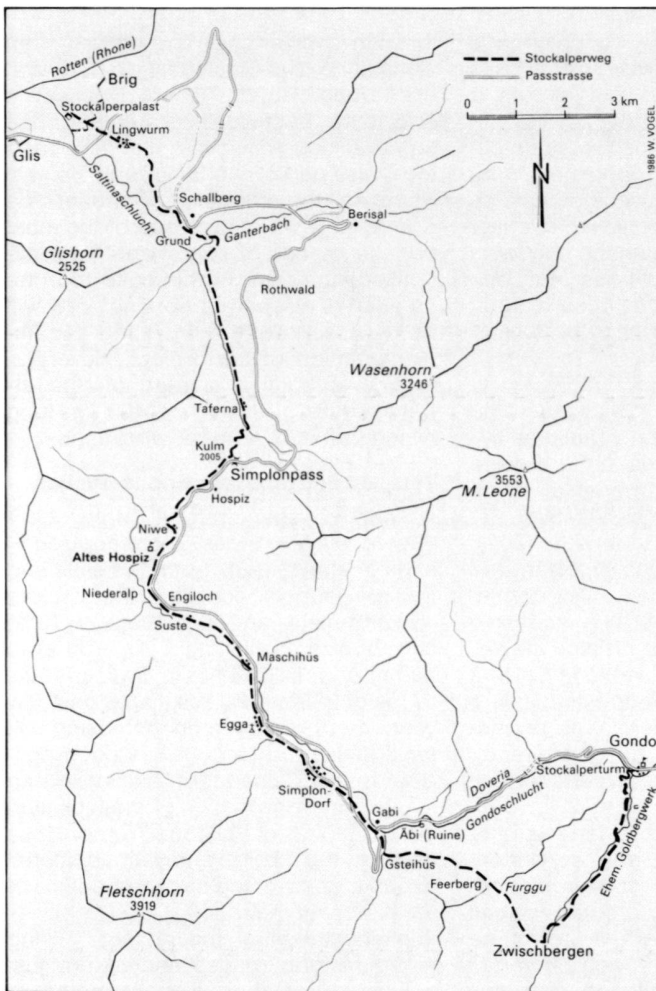 Stockalperweg
Passstrasse
0 1 2 3 km
1986 W. VOGEL
N
Rotten (Rhone)
Brig
Stockalperpalast
Lingwurm
Glis
Saltinaschlucht
Schallberg
Berisal
Grund
Ganterbach
Glishorn
2525
Rothwald
Wasenhorn
3246
Taferna
Kulm
2005
Simplonpass
3553
M. Leone
Hospiz
Niwe
Altes Hospiz
Niederalp
Engiloch
Suste
Maschihüs
Egga
Gondo
Stockalperturm
Simplon-
Dorf
Doveria
Gabi
Gondoschlucht
Äbi (Ruine)
Gsteihüs
Ehem. Goldbergwerk
Feerberg
Furggu
Fletschhorn
3919
Zwischbergen